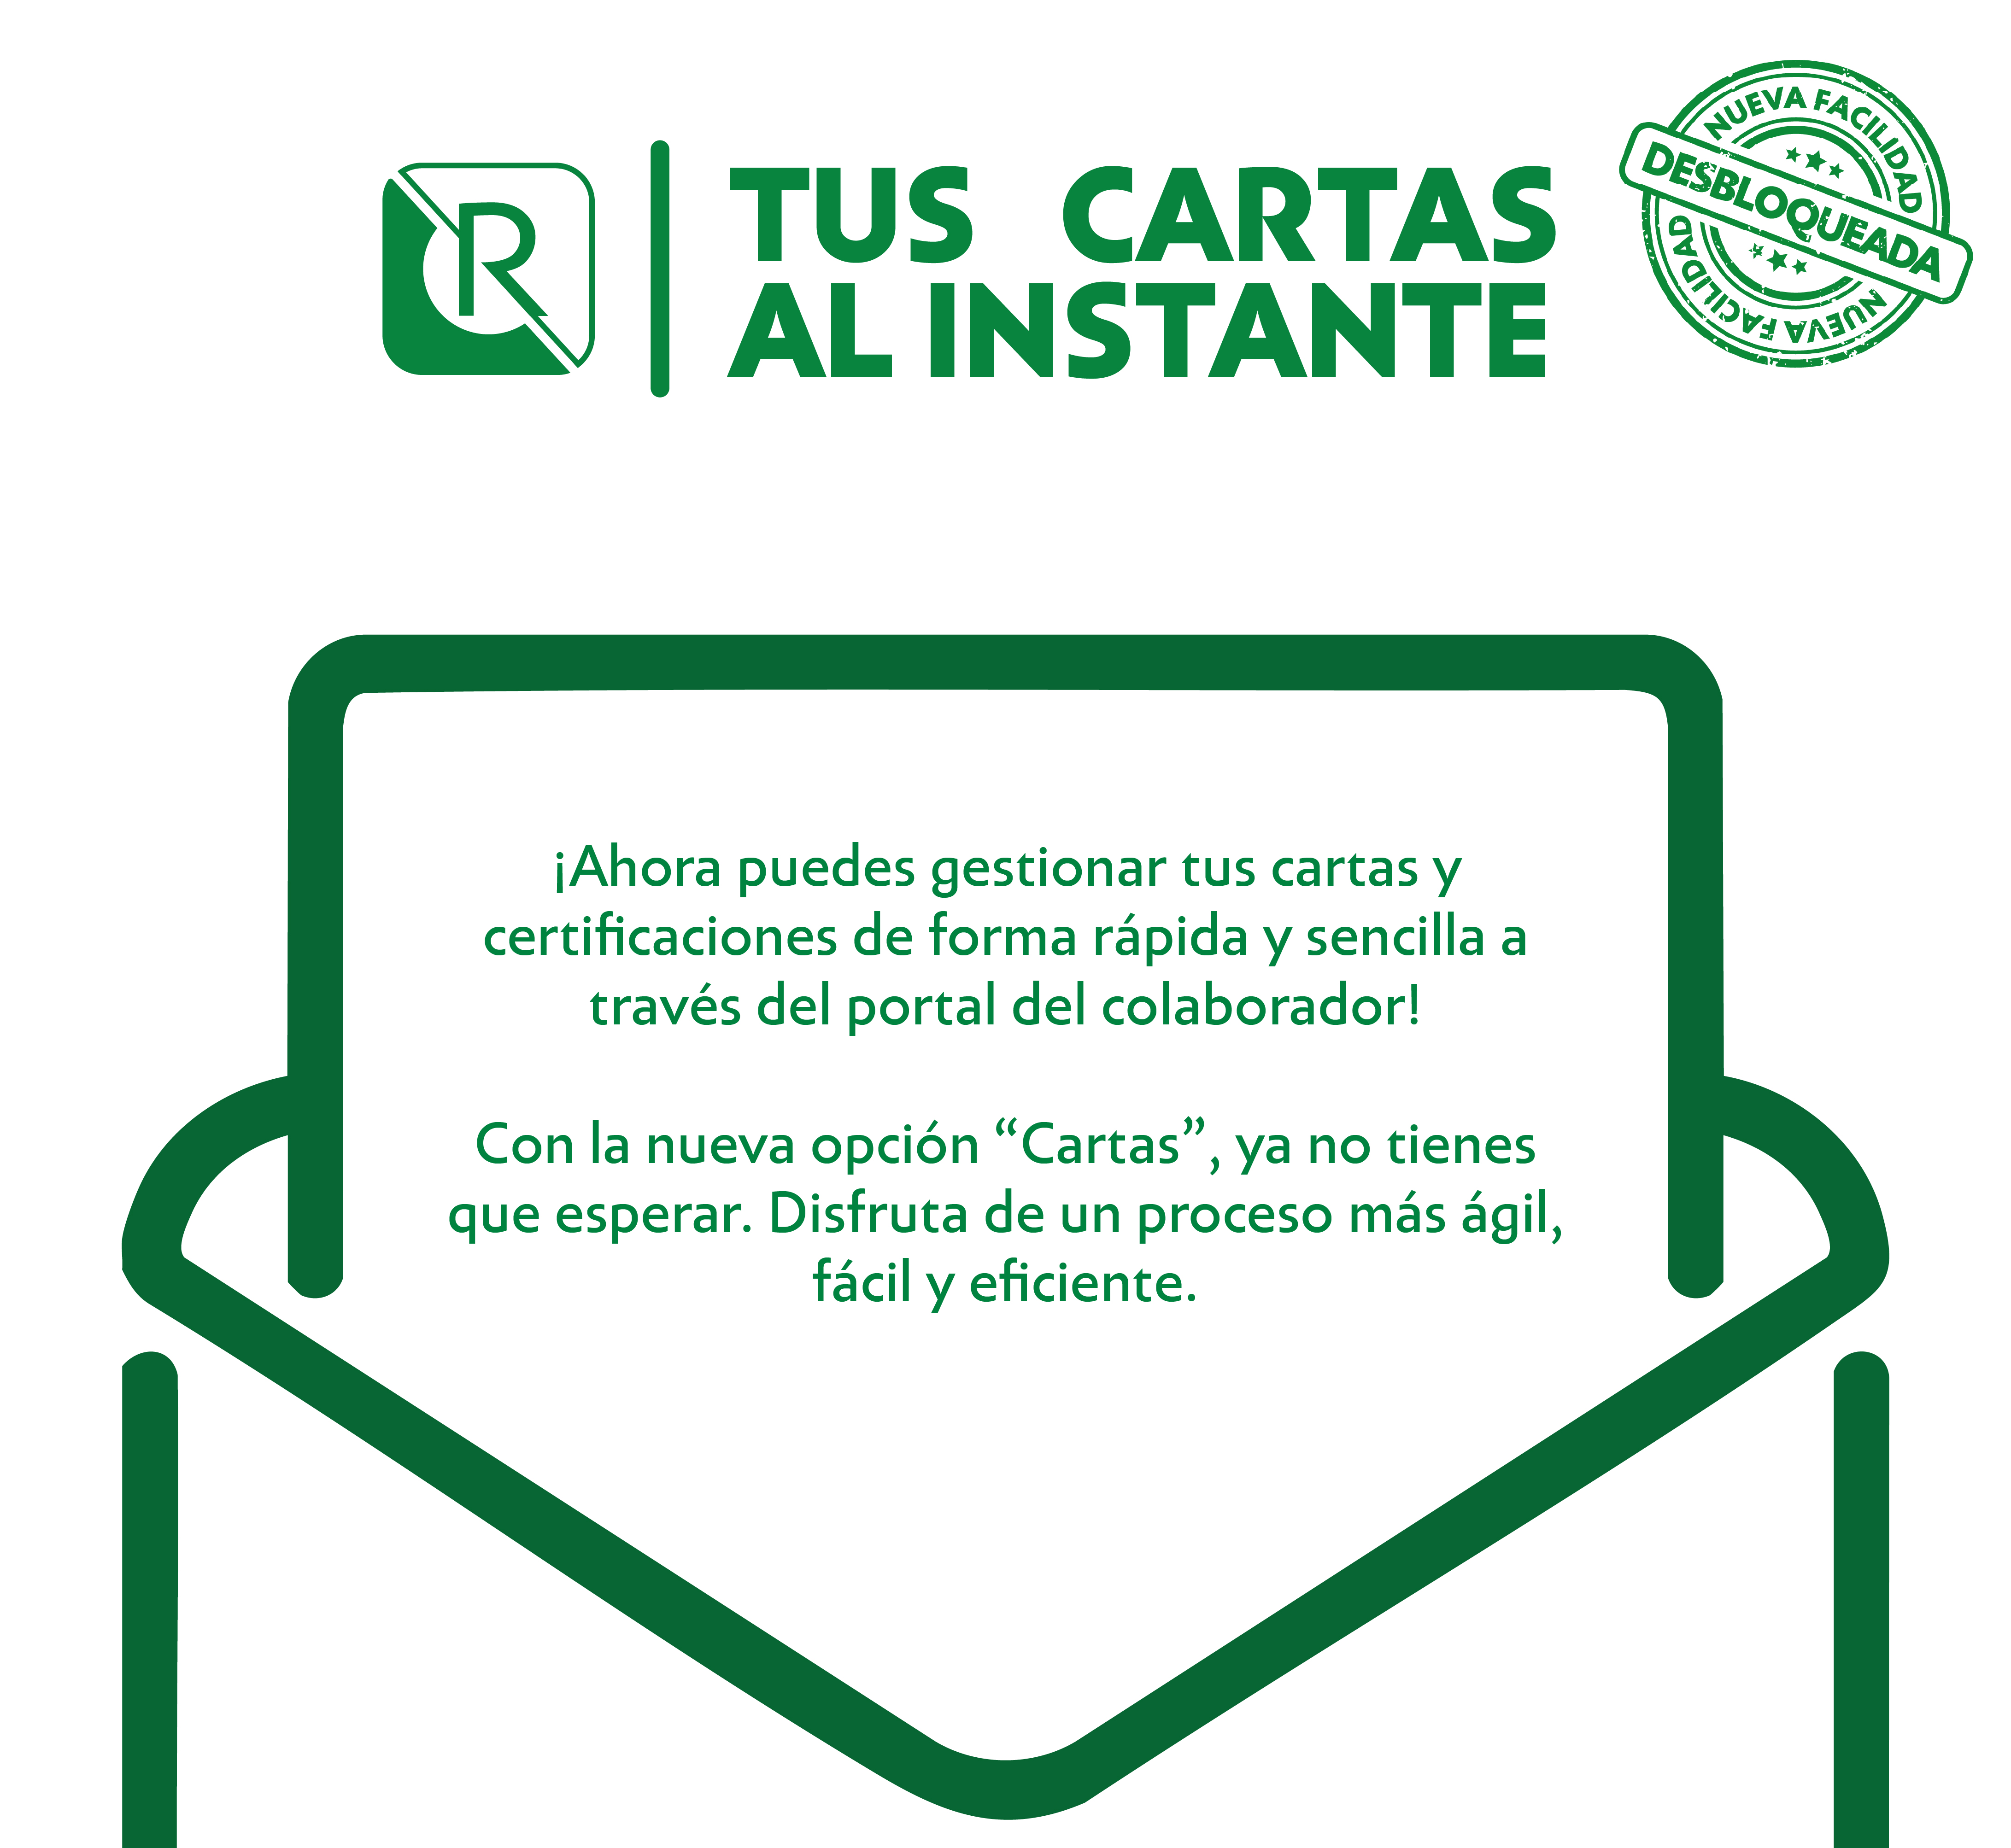 R
TUS CARTAS
AL INSTANTE
NUEVA FACILIDAD
DESBLOQUEADA
NUEVA FACILIDAD
¡Ahora puedes gestionar tus cartas y
certificaciones de forma rápida y sencilla a
través del portal del colaborador!
Con la nueva opción “Cartas”, ya no tienes
que esperar. Disfruta de un proceso más ágil,
fácil y eficiente.